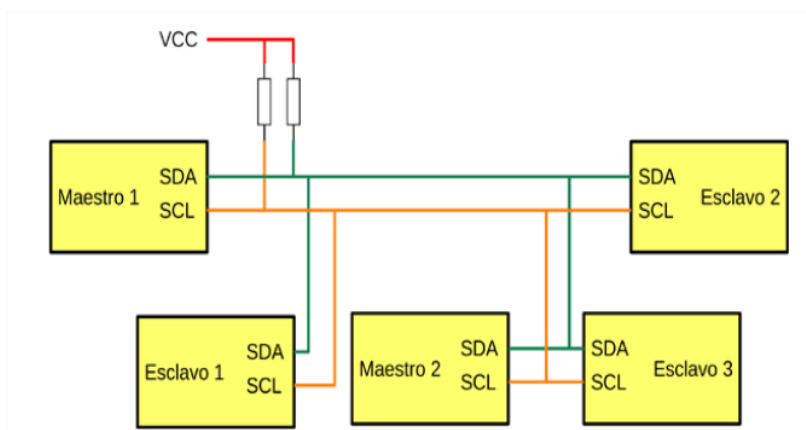 VCC
Maestro 1
SDA
SCL
SDA
SCL
Esclavo 2
Esclavo 1
SDA
SCL
Maestro 2
SDA
SCL
SDA
SCL
Esclavo 3